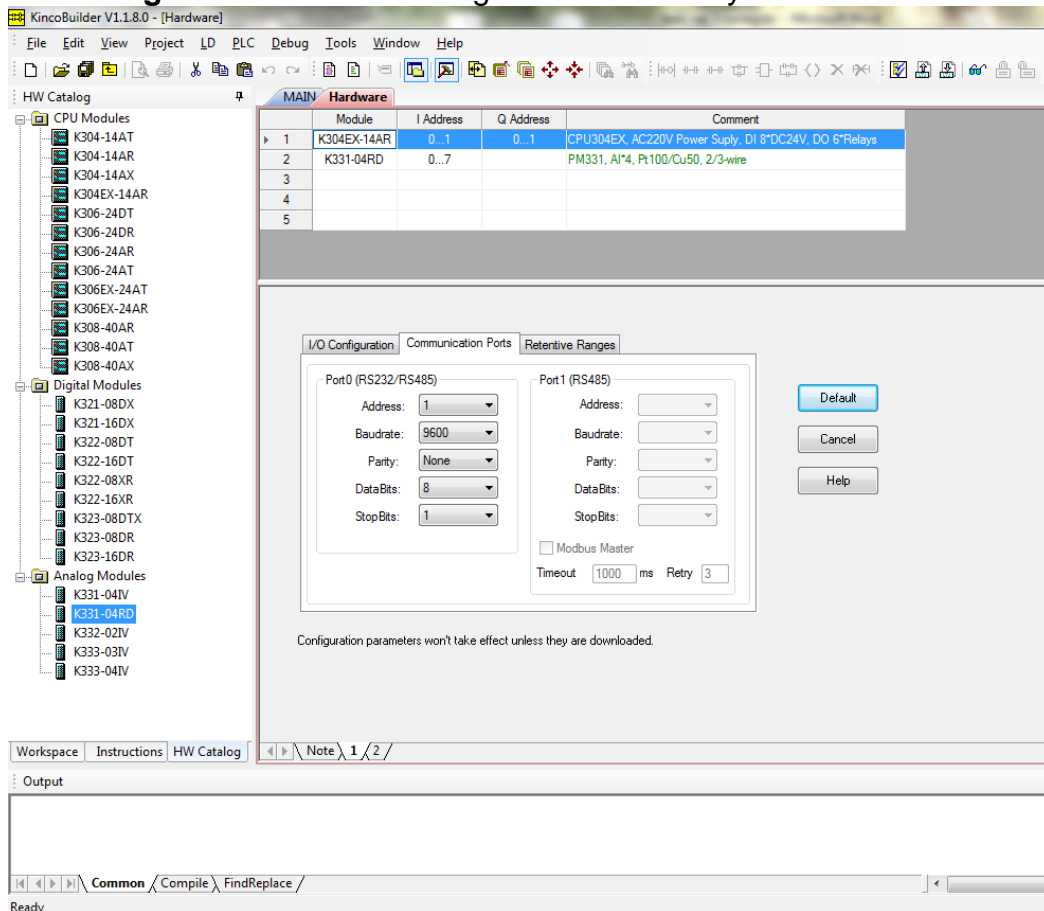 KincoBuilder V1.1.8.0 - [Hardware]
File Edit View Project LD PLC Debug Tools Window Help
HW Catalog
CPU Modules
K304-14AT
K304-14AR
K304-14AX
K304EX-14AR
K306-24DT
K306-24DR
K306-24AR
K306-24AT
K306EX-24AT
K306EX-24AR
K308-40AR
K308-40AT
K308-40AX
Digital Modules
K321-08DX
K321-16DX
K322-08DT
K322-16DT
K322-08XR
K322-16XR
K323-08DTX
K323-08DR
K323-16DR
Analog Modules
K331-04IV
K331-04RD
K332-02IV
K333-03IV
K333-04IV
Workspace Instructions HW Catalog
MAIN Hardware
Module I Address Q Address Comment
1 K304EX-14AR 0...1 0...1 CPU304EX, AC220V Power Suply, DI 8*DC24V, DO 6*Relays
2 K331-04RD 0...7 PM331, AI*4, Pt100/Cu50, 2/3-wire
3
4
5
I/O Configuration Communication Ports Retentive Ranges
Port0 (RS232/RS485)
Address: 1
Baudrate: 9600
Parity: None
DataBits: 8
StopBits: 1
Port1 (RS485)
Address:
Baudrate:
Parity:
DataBits:
StopBits:
Modbus Master
Timeout 1000 ms Retry 3
Default
Cancel
Help
Configuration parameters won't take effect unless they are downloaded.
Note 1 2
Output
Common Compile FindReplace
Ready